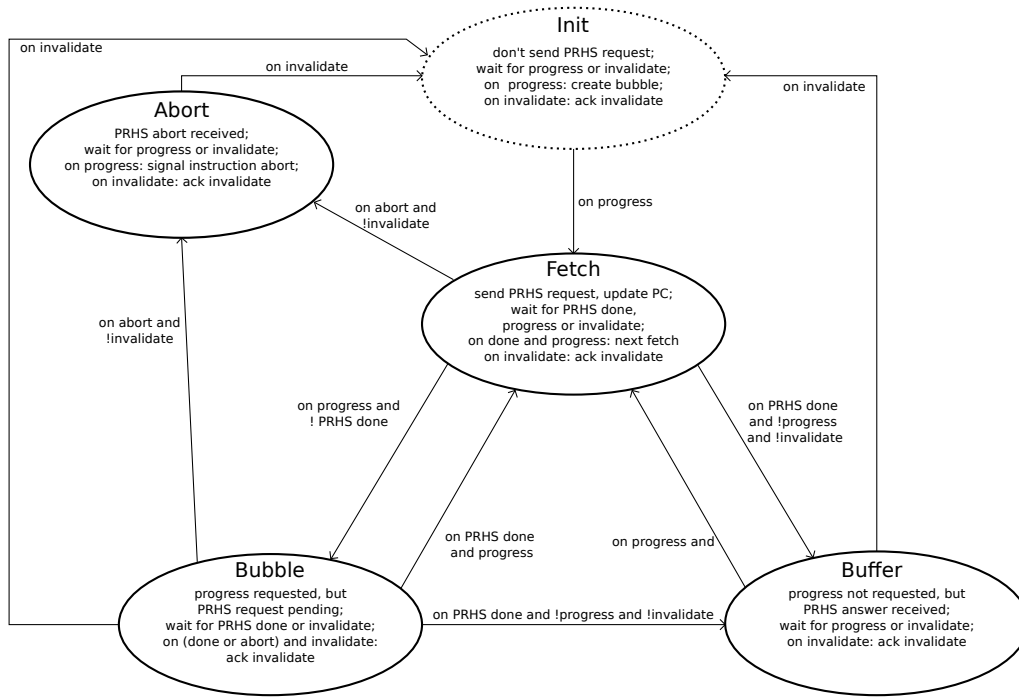 Init
don't send PRHS request;
wait for progress or invalidate;
on  progress: create bubble;
on invalidate: ack invalidate
on invalidate
on invalidate
on invalidate
Abort
PRHS abort received;
wait for progress or invalidate;
on progress: signal instruction abort;
on invalidate: ack invalidate
on abort and
!invalidate
on progress
Fetch
send PRHS request, update PC;
wait for PRHS done,
progress or invalidate;
on done and progress: next fetch
on invalidate: ack invalidate
on abort and
!invalidate
on progress and
! PRHS done
on PRHS done
and !progress
and !invalidate
on PRHS done
and progress
on progress and
Bubble
progress requested, but
PRHS request pending;
wait for PRHS done or invalidate;
on (done or abort) and invalidate:
ack invalidate
on PRHS done and !progress and !invalidate
Buffer
progress not requested, but
PRHS answer received;
wait for progress or invalidate;
on invalidate: ack invalidate